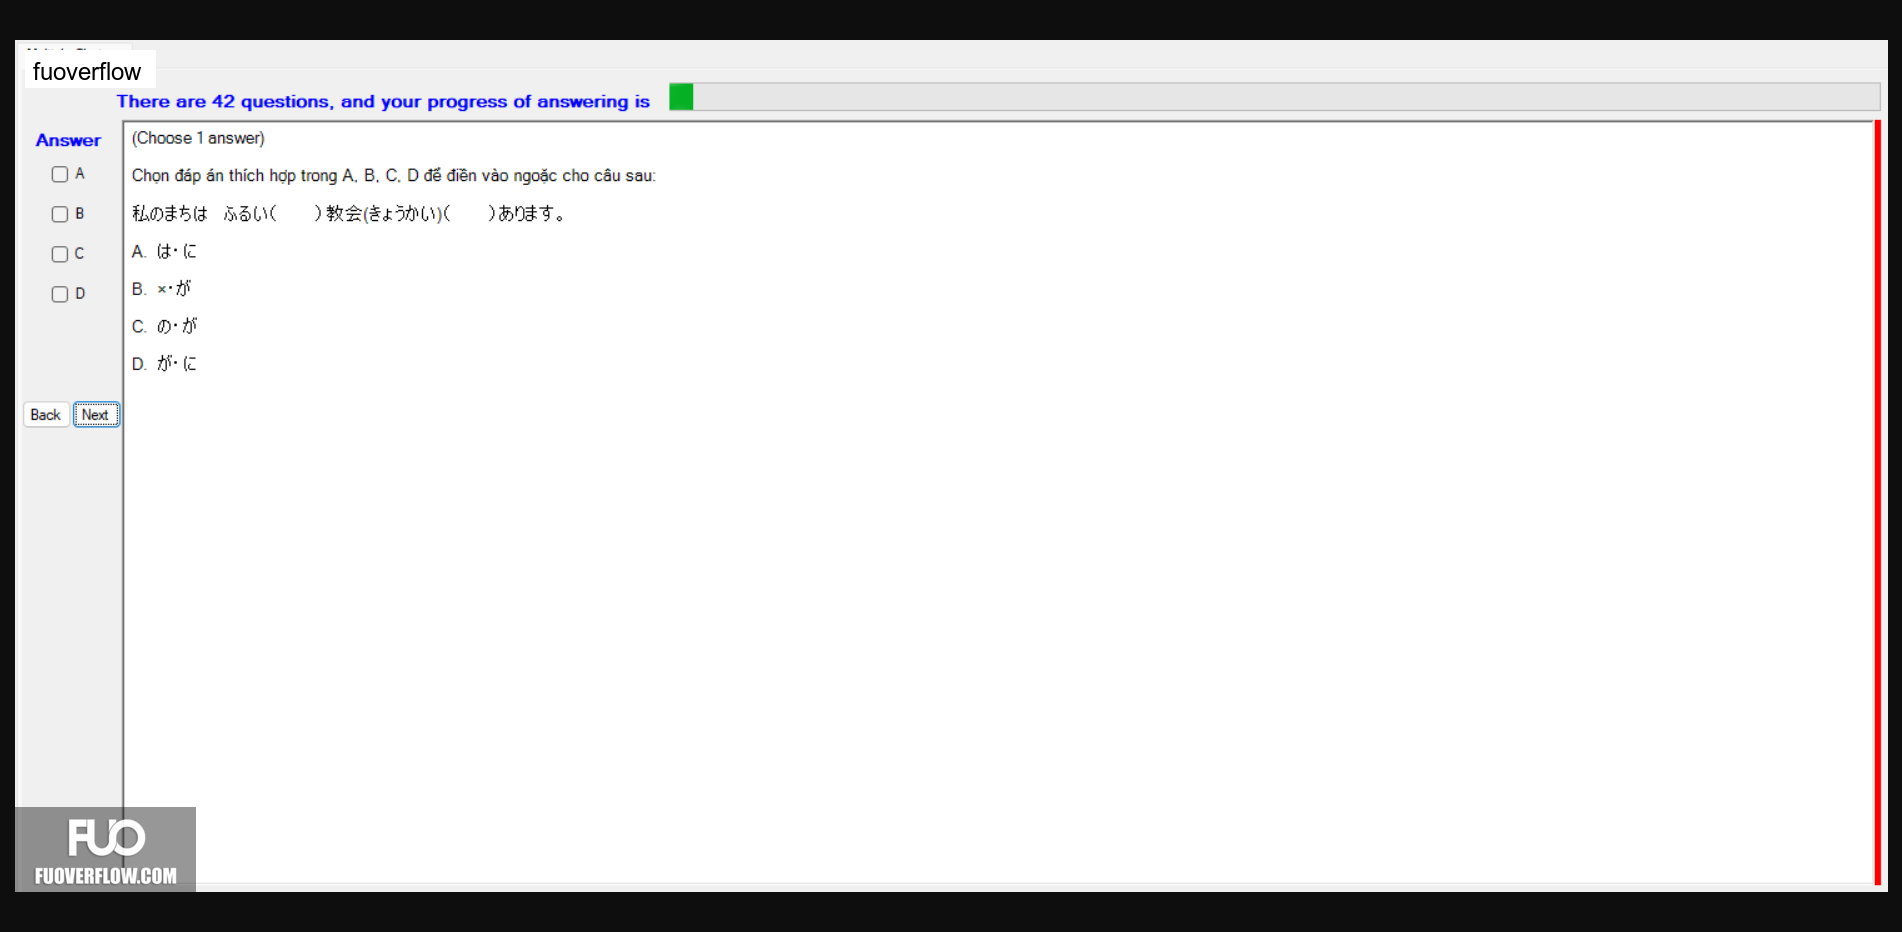 fuoverflow
There are 42 questions, and your progress of answering is
Answer
(Choose 1 answer)
A
Chọn đáp án thích hợp trong A, B, C, D để điền vào ngoặc cho câu sau:
B
私のまちは　ふるい(　　)教会(きょうかい)(　　)あります。
C
A. は・に
D
B. ×・が
C. の・が
D. が・に
Back Next
FUO
FUOVERFLOW.COM